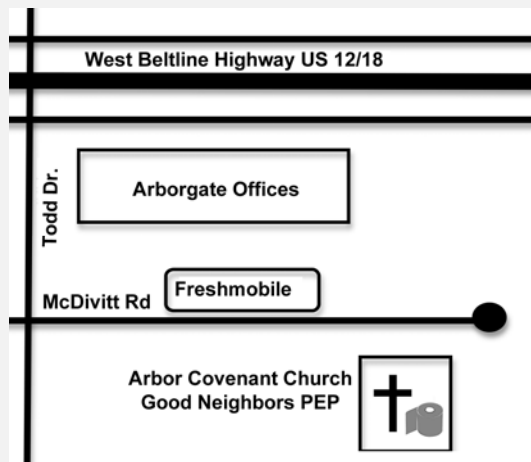 West Beltline Highway US 12/18
Todd Dr.
Arborgate Offices
Freshmobile
McDivitt Rd
Arbor Covenant Church
Good Neighbors PEP